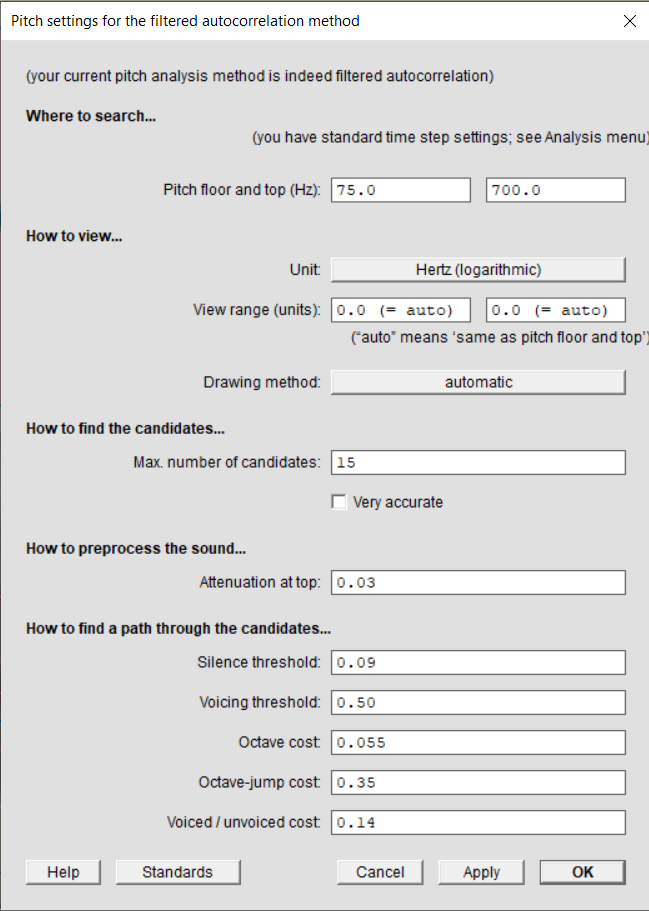 Pitch settings for the filtered autocorrelation method
(your current pitch analysis method is indeed filtered autocorrelation)
Where to search...
(you have standard time step settings; see Analysis menu)
Pitch floor and top (Hz): 75.0 700.0
How to view...
Unit: Hertz (logarithmic)
View range (units): 0.0 (= auto) 0.0 (= auto)
(“auto” means ‘same as pitch floor and top’)
Drawing method: automatic
How to find the candidates...
Max. number of candidates: 15
Very accurate
How to preprocess the sound...
Attenuation at top: 0.03
How to find a path through the candidates...
Silence threshold: 0.09
Voicing threshold: 0.50
Octave cost: 0.055
Octave-jump cost: 0.35
Voiced / unvoiced cost: 0.14
Help Standards Cancel Apply OK